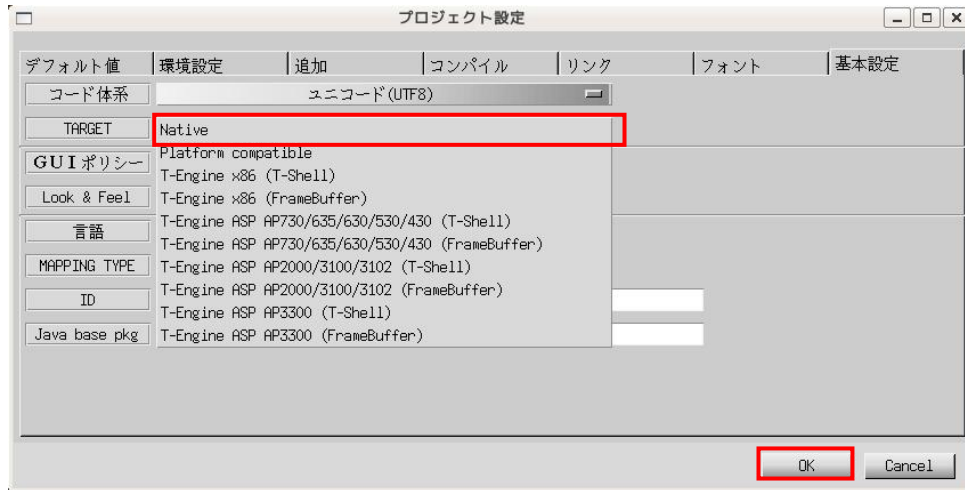 プロジェクト設定
デフォルト値 環境設定 追加 コンパイル リンク フォント 基本設定
コード体系 ユニコード(UTF8)
TARGET Native
Platform compatible
GUIポリシー
T-Engine x86 (T-Shell)
Look & Feel T-Engine x86 (FrameBuffer)
T-Engine ASP AP730/635/630/530/430 (T-Shell)
言語
T-Engine ASP AP730/635/630/530/430 (FrameBuffer)
MAPPING TYPE T-Engine ASP AP2000/3100/3102 (T-Shell)
T-Engine ASP AP2000/3100/3102 (FrameBuffer)
ID
T-Engine ASP AP3300 (T-Shell)
Java base pkg T-Engine ASP AP3300 (FrameBuffer)
OK Cancel